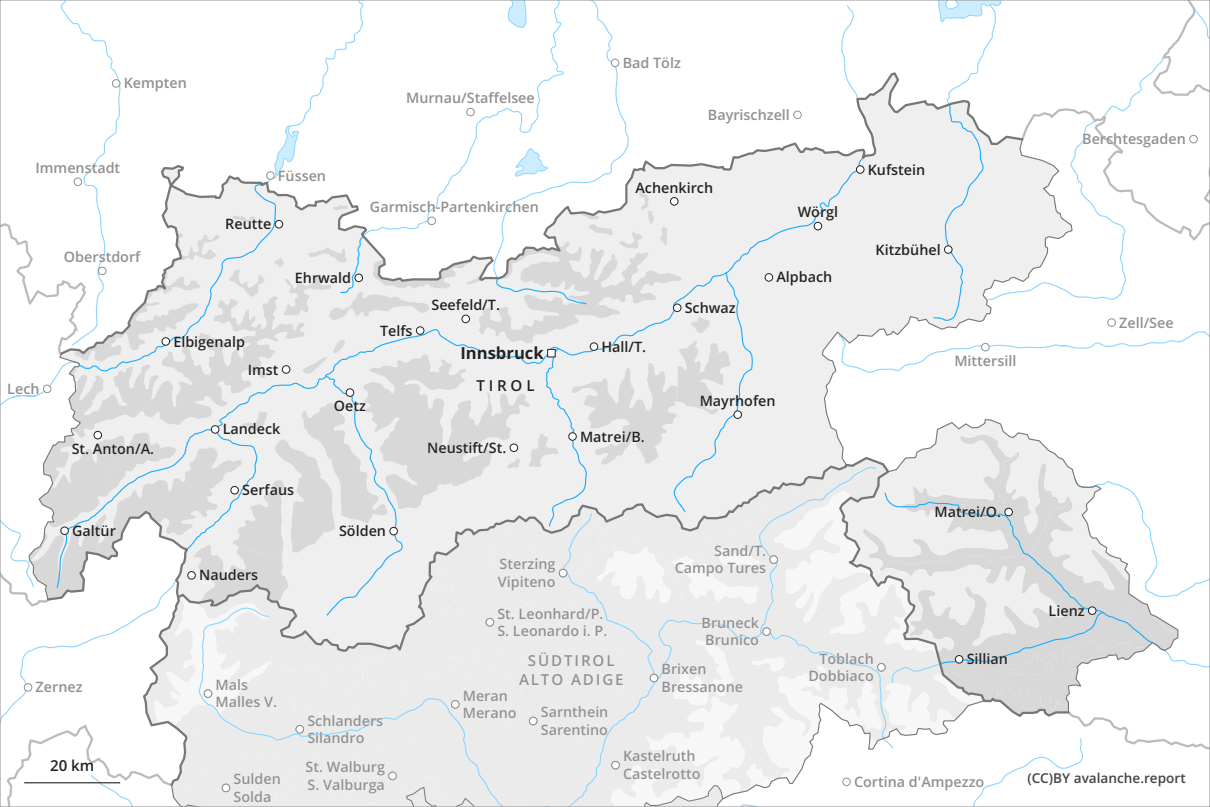 Bad Tölz
Kempten
Murnau/Staffelsee
Bayrischzell
Berchtesgaden
Immenstadt
Füssen
Kufstein
Achenkirch
Garmisch-Partenkirchen
Wörgl
Reutte
Kitzbühel
Oberstdorf
Ehrwald
Alpbach
Seefeld/T.
Schwaz
Zell/See
Telfs
Elbigenalp
Hall/T.
Innsbruck
Mittersill
Imst
TIROL
Lech
Oetz
Mayrhofen
Landeck
Matrei/B.
St. Anton/A.
Neustift/St.
Serfaus
Matrei/O.
Galtür
Sölden
Sand/T.
Campo Tures
Sterzing
Vipiteno
Nauders
Lienz
St. Leonhard/P.
S. Leonardo i. P.
Bruneck
Brunico
SÜDTIROL
ALTO ADIGE
Toblach
Dobbiaco
Sillian
Brixen
Bressanone
Zernez
Mals
Malles V.
Meran
Merano
Sarnthein
Sarentino
Schlanders
Silandro
Kastelruth
Castelrotto
20 km
St. Walburg
S. Valburga
Sulden
Solda
Cortina d'Ampezzo
(CC)BY avalanche.report